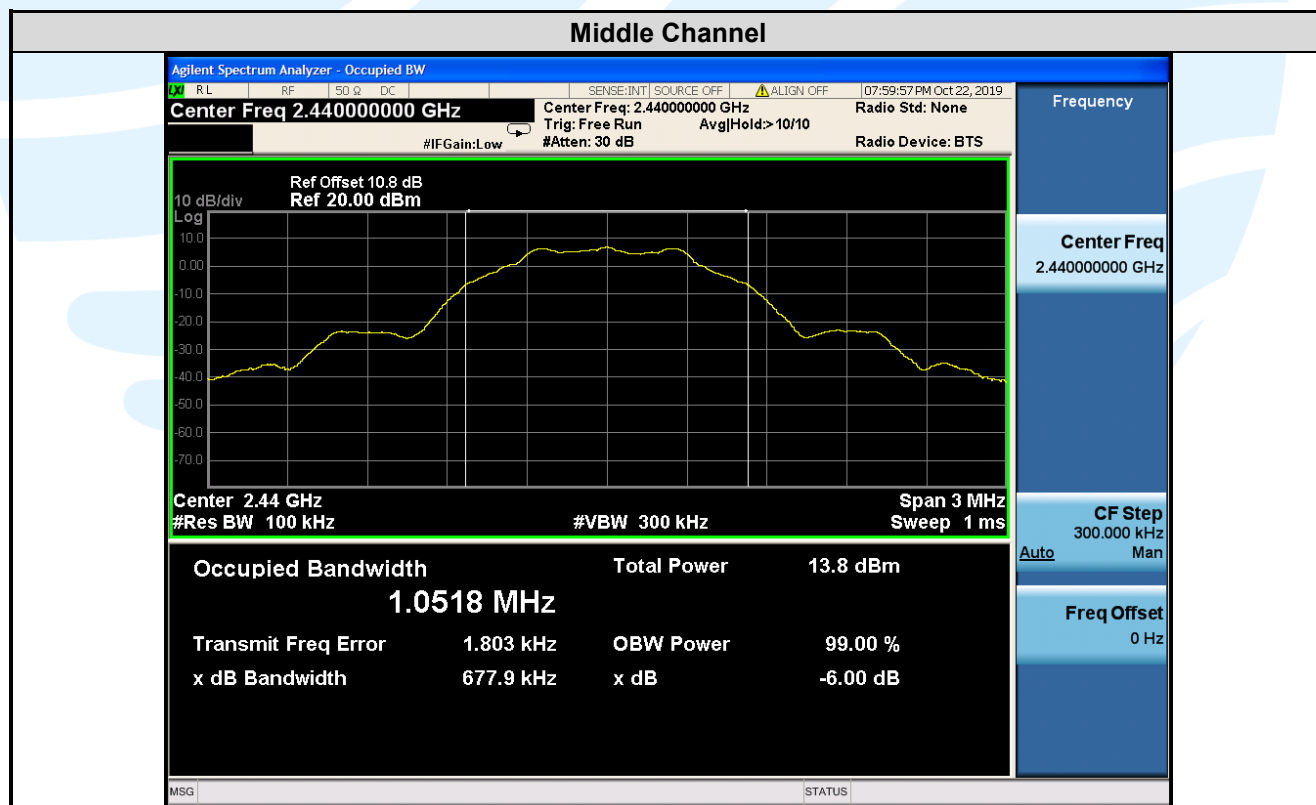 Middle Channel
Agilent Spectrum Analyzer - Occupied BW
LXI RL RF 50 Ω DC SENSE:INT SOURCE OFF ALIGN OFF 07:59:57 PM Oct 22, 2019
Center Freq 2.440000000 GHz
Center Freq: 2.440000000 GHz Radio Std: None
Trig: Free Run Avg|Hold:> 10/10
#IFGain:Low #Atten: 30 dB Radio Device: BTS
Frequency
Ref Offset 10.8 dB
10 dB/div Ref 20.00 dBm
Log
10.0
0.00
-10.0
-20.0
-30.0
-40.0
-50.0
-60.0
-70.0
Center 2.44 GHz Span 3 MHz
#Res BW 100 kHz #VBW 300 kHz Sweep 1 ms
Occupied Bandwidth Total Power 13.8 dBm
1.0518 MHz
Transmit Freq Error 1.803 kHz OBW Power 99.00 %
x dB Bandwidth 677.9 kHz x dB -6.00 dB
Center Freq
2.440000000 GHz
CF Step
300.000 kHz
Auto Man
Freq Offset
0 Hz
MSG STATUS